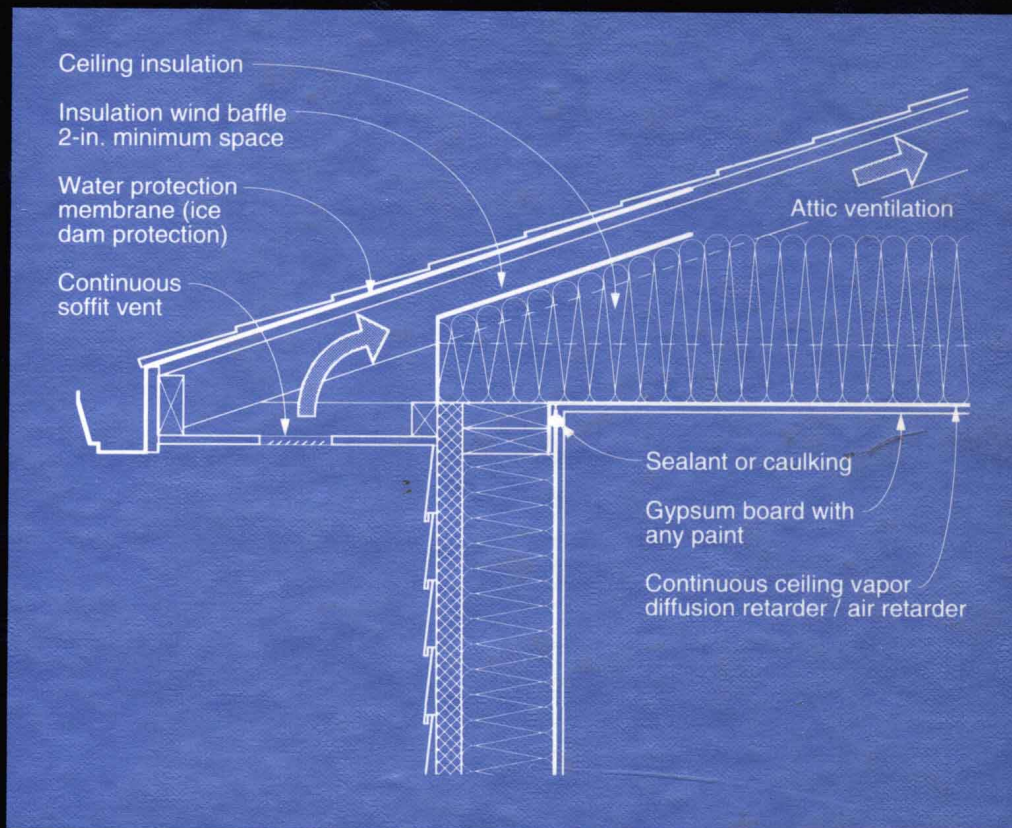 Ceiling insulation
Insulation wind baffle
2-in. minimum space
Water protection
membrane (ice
dam protection)
Continuous
soffit vent
Attic ventilation
Sealant or caulking
Gypsum board with
any paint
Continuous ceiling vapor
diffusion retarder / air retarder